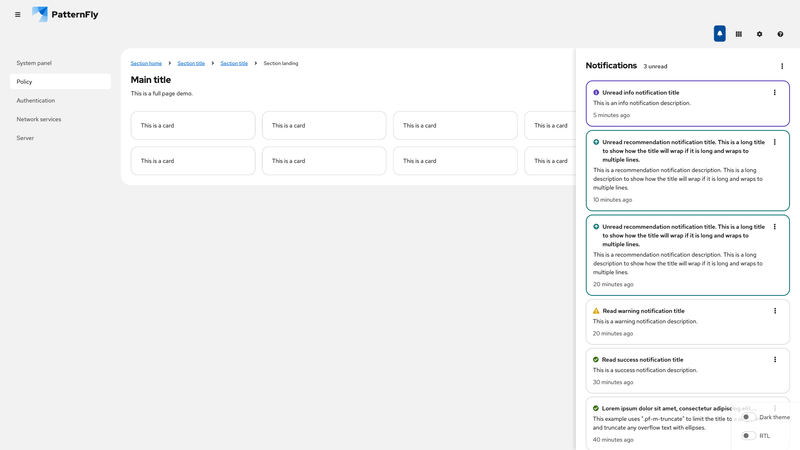 PatternFly
System panel
Policy
Authentication
Network services
Server
Section home
Section title
Section title
Section landing
Main title
This is a full page demo.
This is a card
This is a card
This is a card
This is a card
This is a card
This is a card
This is a card
This is a card
Notifications
3 unread
Unread info notification title
This is an info notification description.
5 minutes ago
Unread recommendation notification title. This is a long title
to show how the title will wrap if it is long and wraps to
multiple lines.
This is a recommendation notification description. This is a long
description to show how the title will wrap if it is long and wraps to
multiple lines.
10 minutes ago
Unread recommendation notification title. This is a long title
to show how the title will wrap if it is long and wraps to
multiple lines.
This is a recommendation notification description. This is a long
description to show how the title will wrap if it is long and wraps to
multiple lines.
20 minutes ago
Read warning notification title
This is a warning notification description.
20 minutes ago
Read success notification title
This is a success notification description.
30 minutes ago
Lorem ipsum dolor sit amet, consectetur adipiscing elit...
This example uses ".pf-m-truncate" to limit the title to
and truncate any overflow text with ellipses.
40 minutes ago
Dark theme
RTL